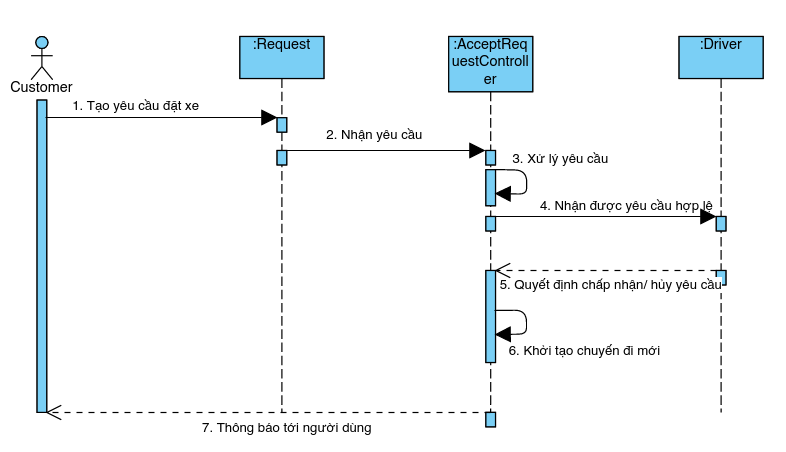 :Request
:AcceptReq
uestControll
er
:Driver
Customer
1. Tạo yêu cầu đặt xe
2. Nhận yêu cầu
3. Xử lý yêu cầu
4. Nhận được yêu cầu hợp lệ
5. Quyết định chấp nhận/ hủy yêu cầu
6. Khởi tạo chuyến đi mới
7. Thông báo tới người dùng